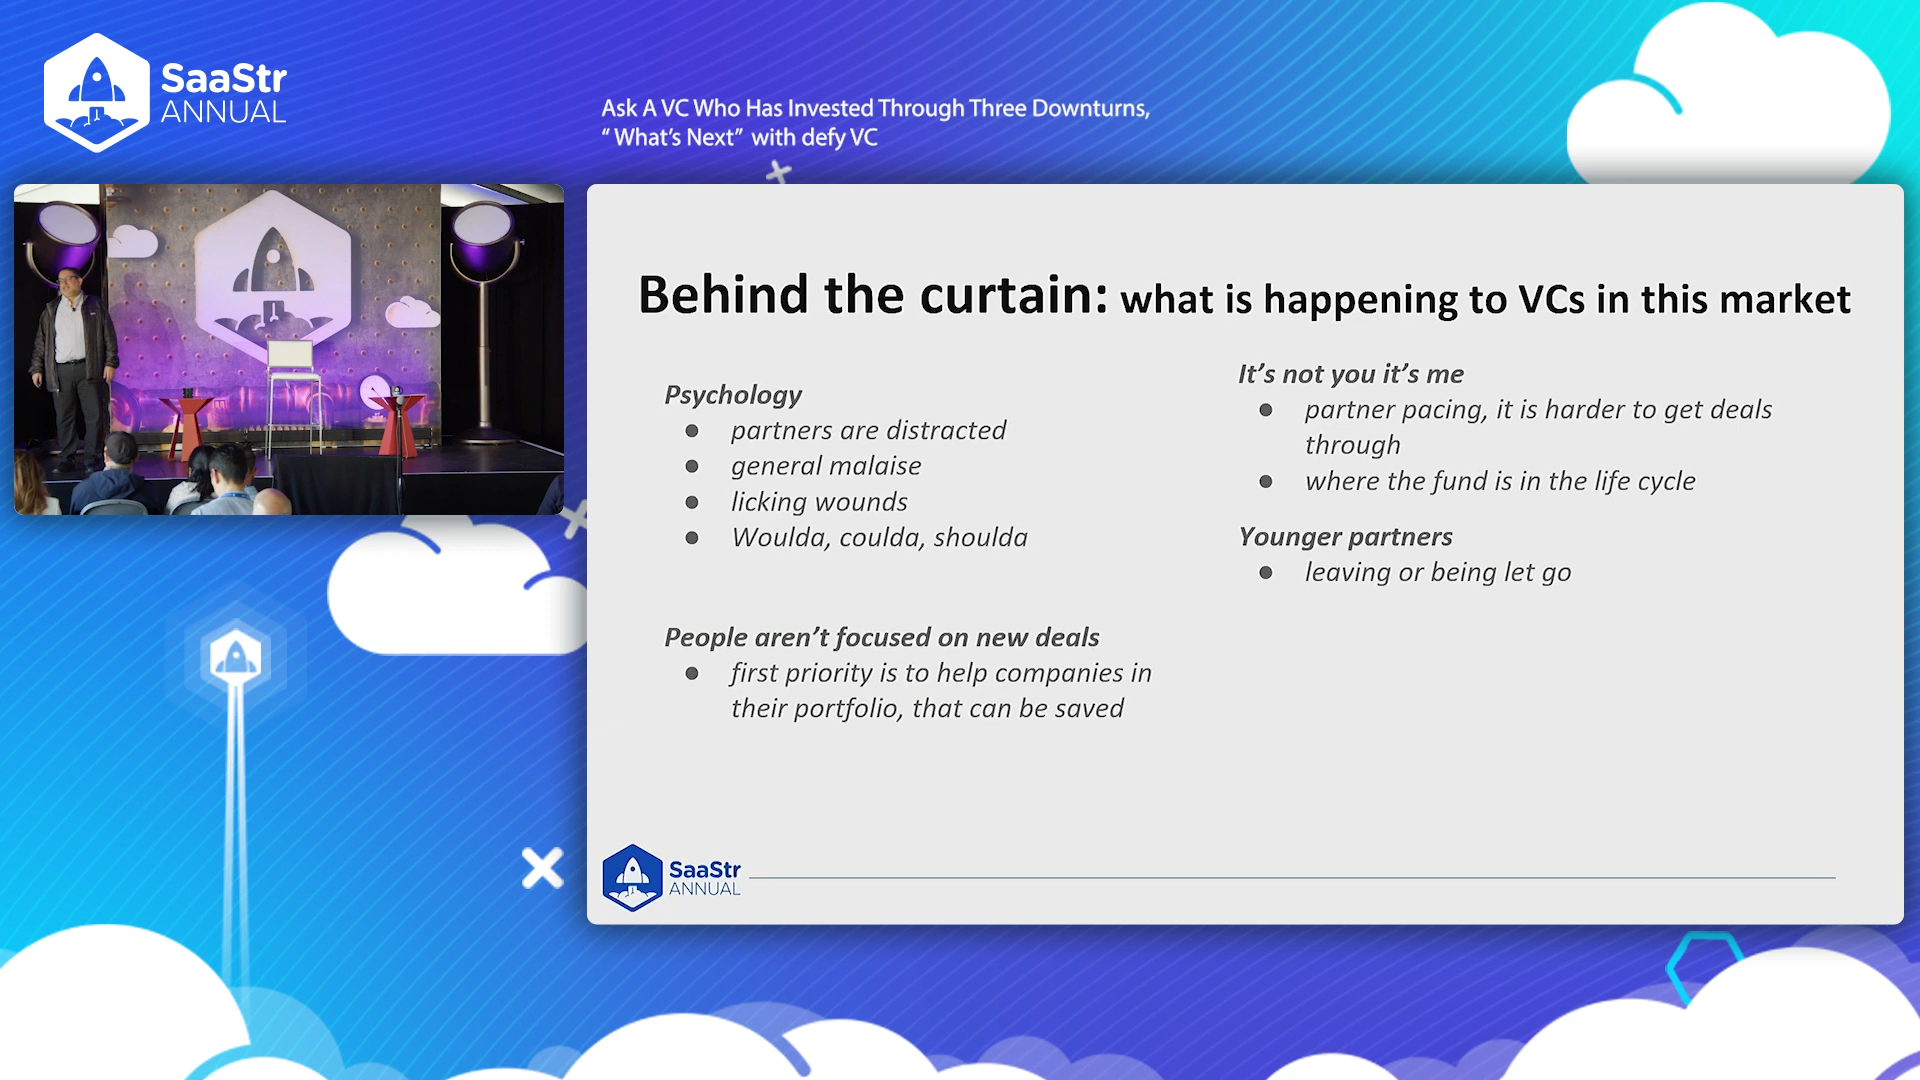 SaaStr
ANNUAL
Ask A VC Who Has Invested Through Three Downturns,
“ What’s Next” with defy VC
Behind the curtain: what is happening to VCs in this market
Psychology
● partners are distracted
● general malaise
● licking wounds
● Woulda, coulda, shoulda
People aren’t focused on new deals
● first priority is to help companies in
their portfolio, that can be saved
It’s not you it’s me
● partner pacing, it is harder to get deals
through
● where the fund is in the life cycle
Younger partners
● leaving or being let go
SaaStr
ANNUAL